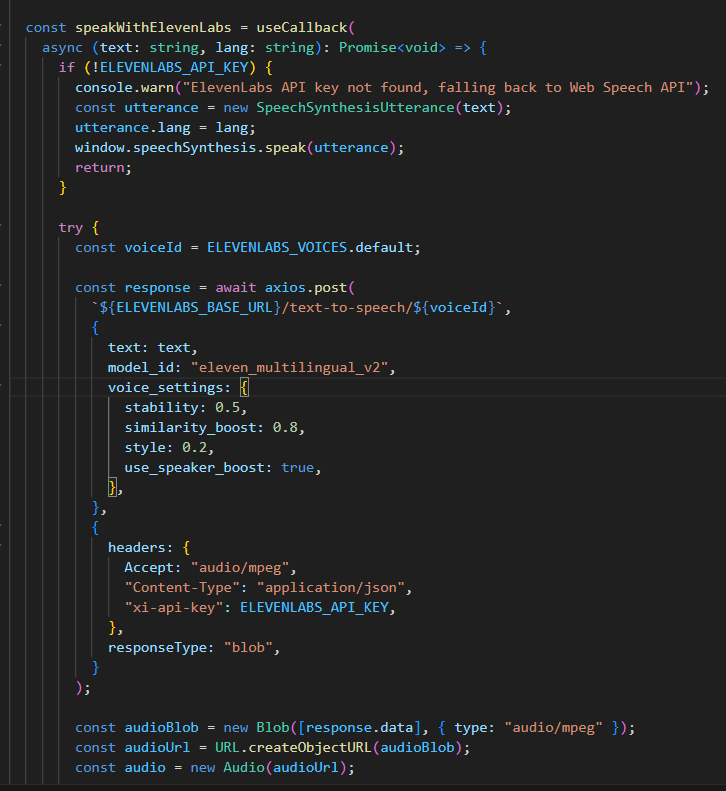 const speakWithElevenLabs = useCallback(
async (text: string, lang: string): Promise<void> => {
if (!ELEVENLABS_API_KEY) {
console.warn("ElevenLabs API key not found, falling back to Web Speech API");
const utterance = new SpeechSynthesisUtterance(text);
utterance.lang = lang;
window.speechSynthesis.speak(utterance);
return;
}
try {
const voiceId = ELEVENLABS_VOICES.default;
const response = await axios.post(
`${ELEVENLABS_BASE_URL}/text-to-speech/${voiceId}`,
{
text: text,
model_id: "eleven_multilingual_v2",
voice_settings: {
stability: 0.5,
similarity_boost: 0.8,
style: 0.2,
use_speaker_boost: true,
},
},
{
headers: {
Accept: "audio/mpeg",
"Content-Type": "application/json",
"xi-api-key": ELEVENLABS_API_KEY,
},
responseType: "blob",
}
);
const audioBlob = new Blob([response.data], { type: "audio/mpeg" });
const audioUrl = URL.createObjectURL(audioBlob);
const audio = new Audio(audioUrl);